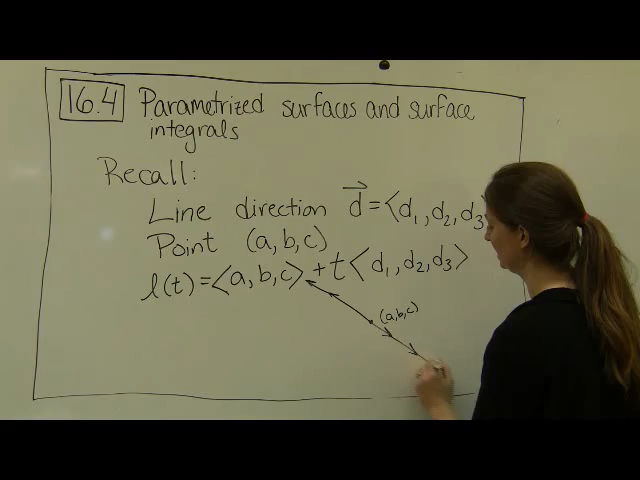 16.4 Parametrized surfaces and surface
integrals
Recall:
Line direction d⃗ = <d₁, d₂, d₃
Point (a, b, c)
l(t) = <a, b, c> + t <d₁, d₂, d₃>
(a,b,c)